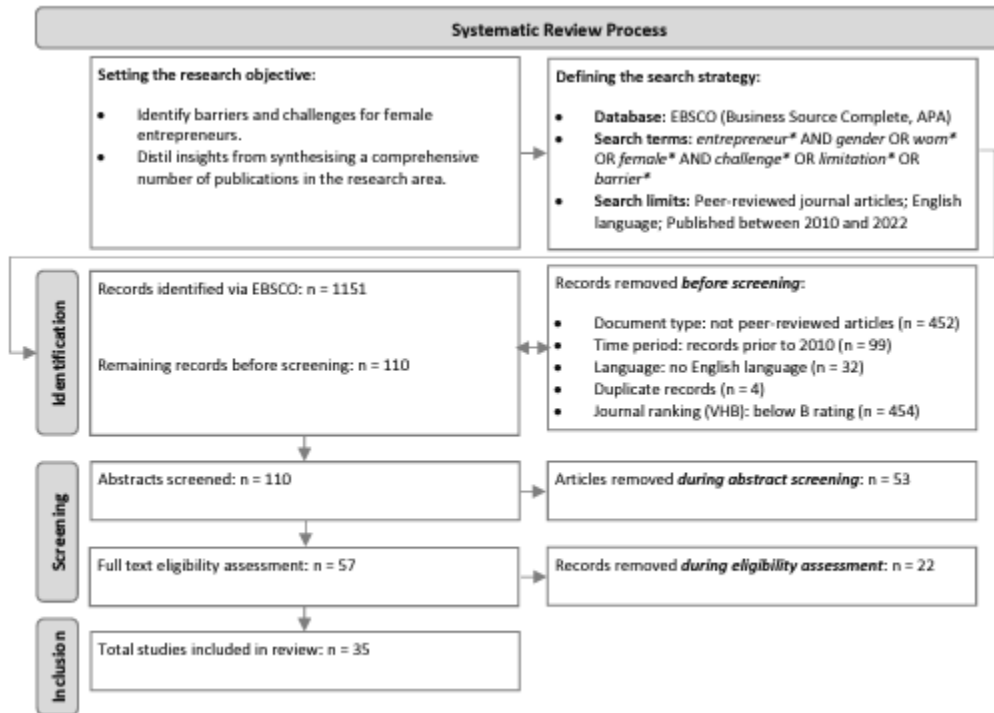 Systematic Review Process
Setting the research objective:
• Identify barriers and challenges for female
entrepreneurs.
• Distil insights from synthesising a comprehensive
number of publications in the research area.
Defining the search strategy:
• Database: EBSCO (Business Source Complete, APA)
• Search terms: entrepreneur* AND gender OR wom*
OR female* AND challenge* OR limitation* OR
barrier*
• Search limits: Peer-reviewed journal articles; English
language; Published between 2010 and 2022
Identification
Records identified via EBSCO: n = 1151
Remaining records before screening: n = 110
Records removed before screening:
• Document type: not peer-reviewed articles (n = 452)
• Time period: records prior to 2010 (n = 99)
• Language: no English language (n = 32)
• Duplicate records (n = 4)
• Journal ranking (VHB): below B rating (n = 454)
Screening
Abstracts screened: n = 110
Articles removed during abstract screening: n = 53
Full text eligibility assessment: n = 57
Records removed during eligibility assessment: n = 22
Inclusion
Total studies included in review: n = 35